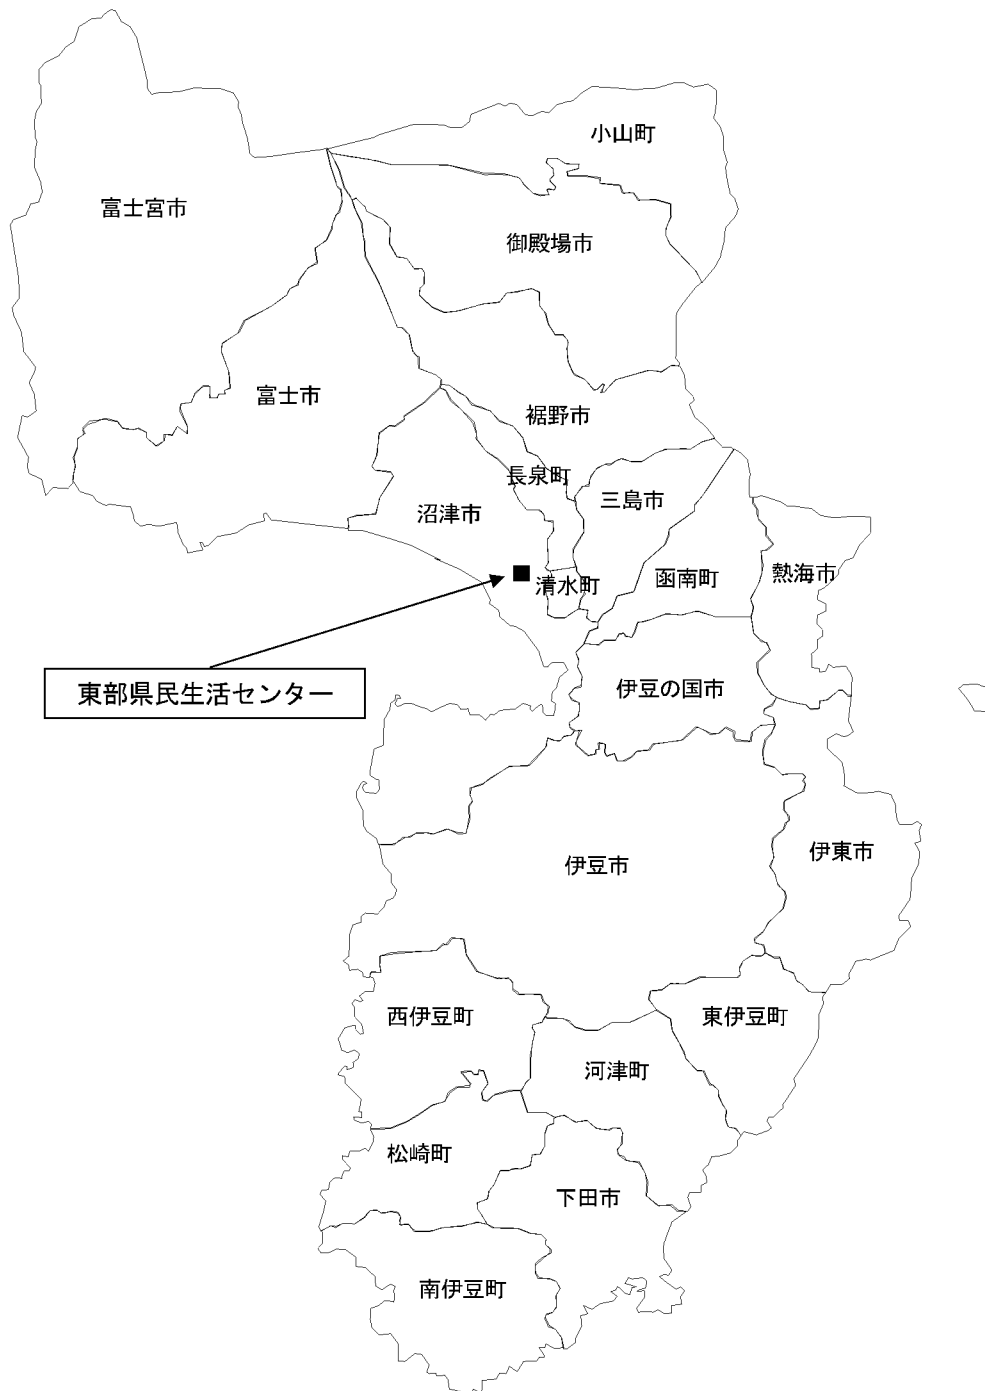 小山町
富士宮市
御殿場市
富士市
裾野市
長泉町
三島市
沼津市
函南町
熱海市
清水町
東部県民生活センター
伊豆の国市
伊豆市
伊東市
西伊豆町
東伊豆町
河津町
松崎町
下田市
南伊豆町